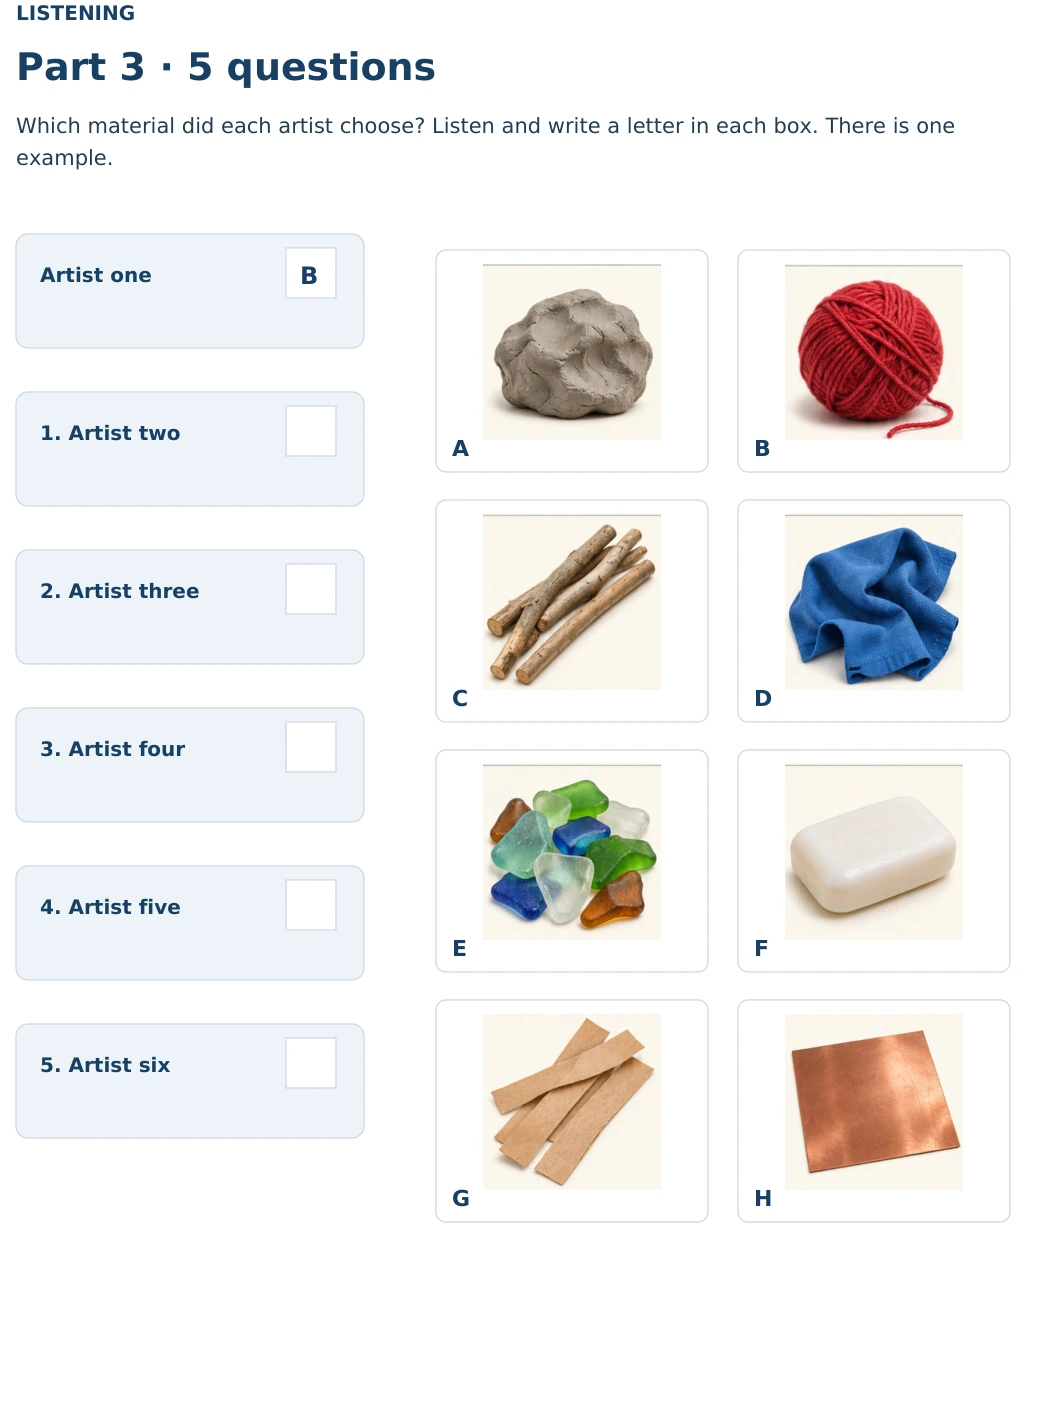 LISTENING
Part 3 · 5 questions
Which material did each artist choose? Listen and write a letter in each box. There is one
example.
Artist one
B
1. Artist two
2. Artist three
3. Artist four
4. Artist five
5. Artist six
A
B
C
D
E
F
G
H